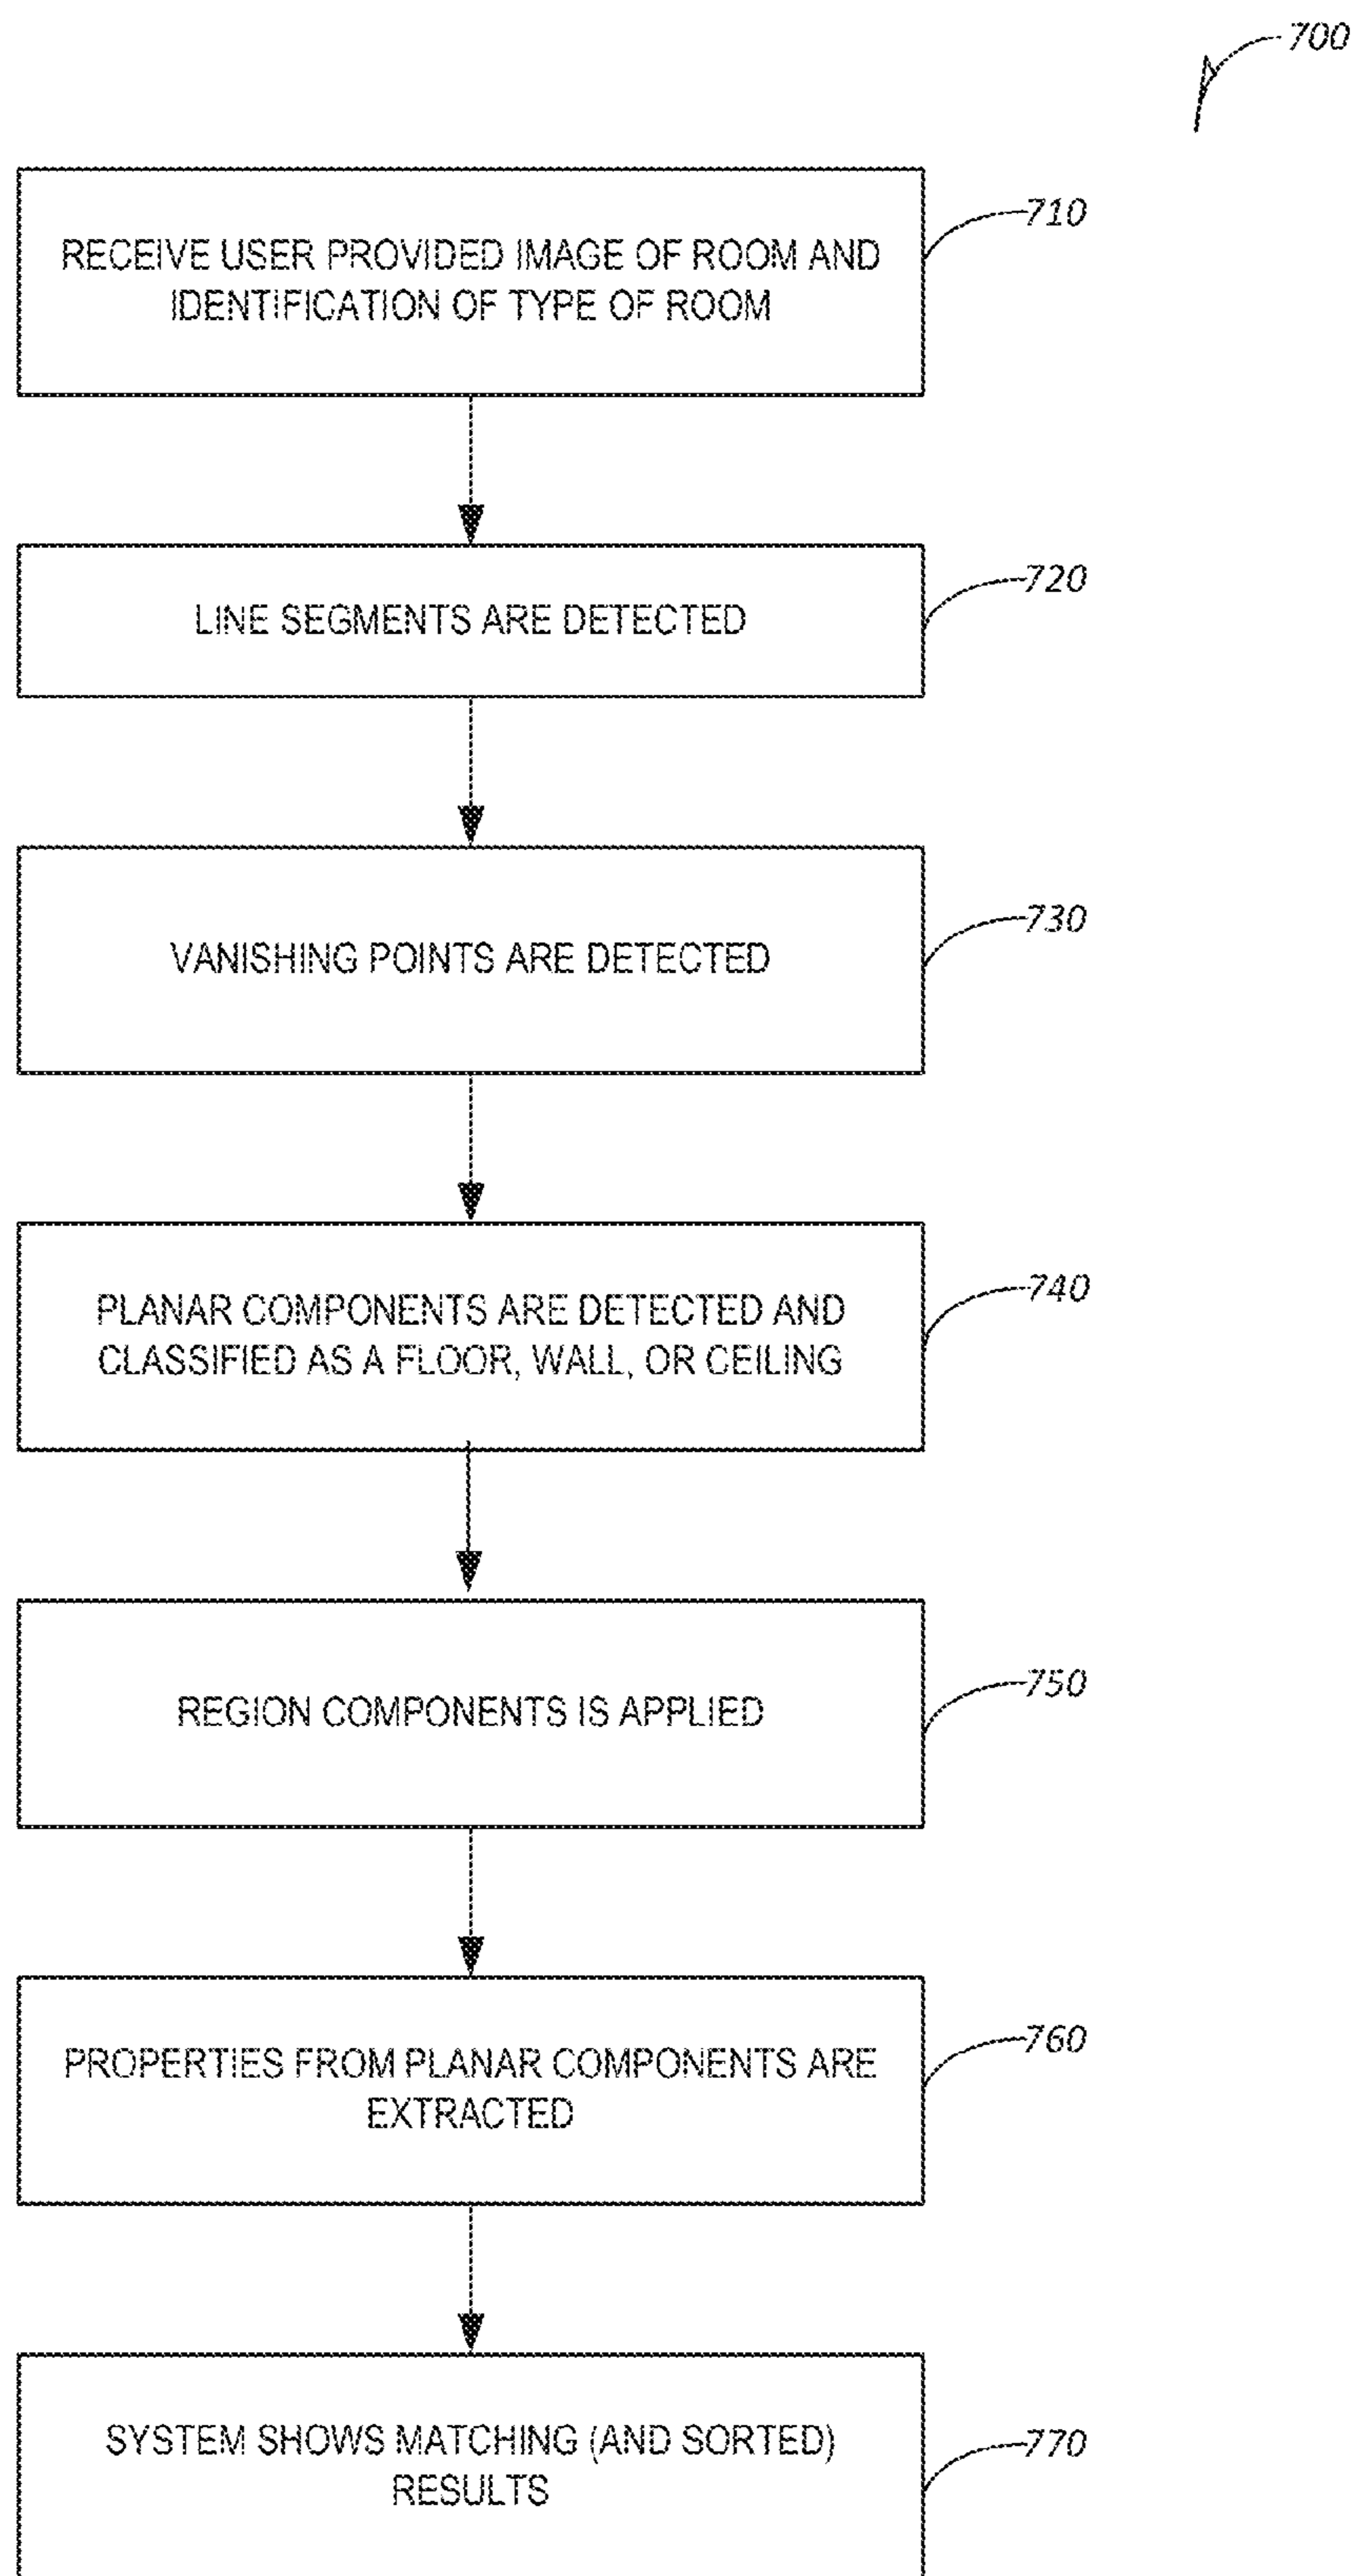 700
RECEIVE USER PROVIDED IMAGE OF ROOM AND
IDENTIFICATION OF TYPE OF ROOM
710
LINE SEGMENTS ARE DETECTED
720
VANISHING POINTS ARE DETECTED
730
PLANAR COMPONENTS ARE DETECTED AND
CLASSIFIED AS A FLOOR, WALL, OR CEILING
740
REGION COMPONENTS IS APPLIED
750
PROPERTIES FROM PLANAR COMPONENTS ARE
EXTRACTED
760
SYSTEM SHOWS MATCHING (AND SORTED)
RESULTS
770